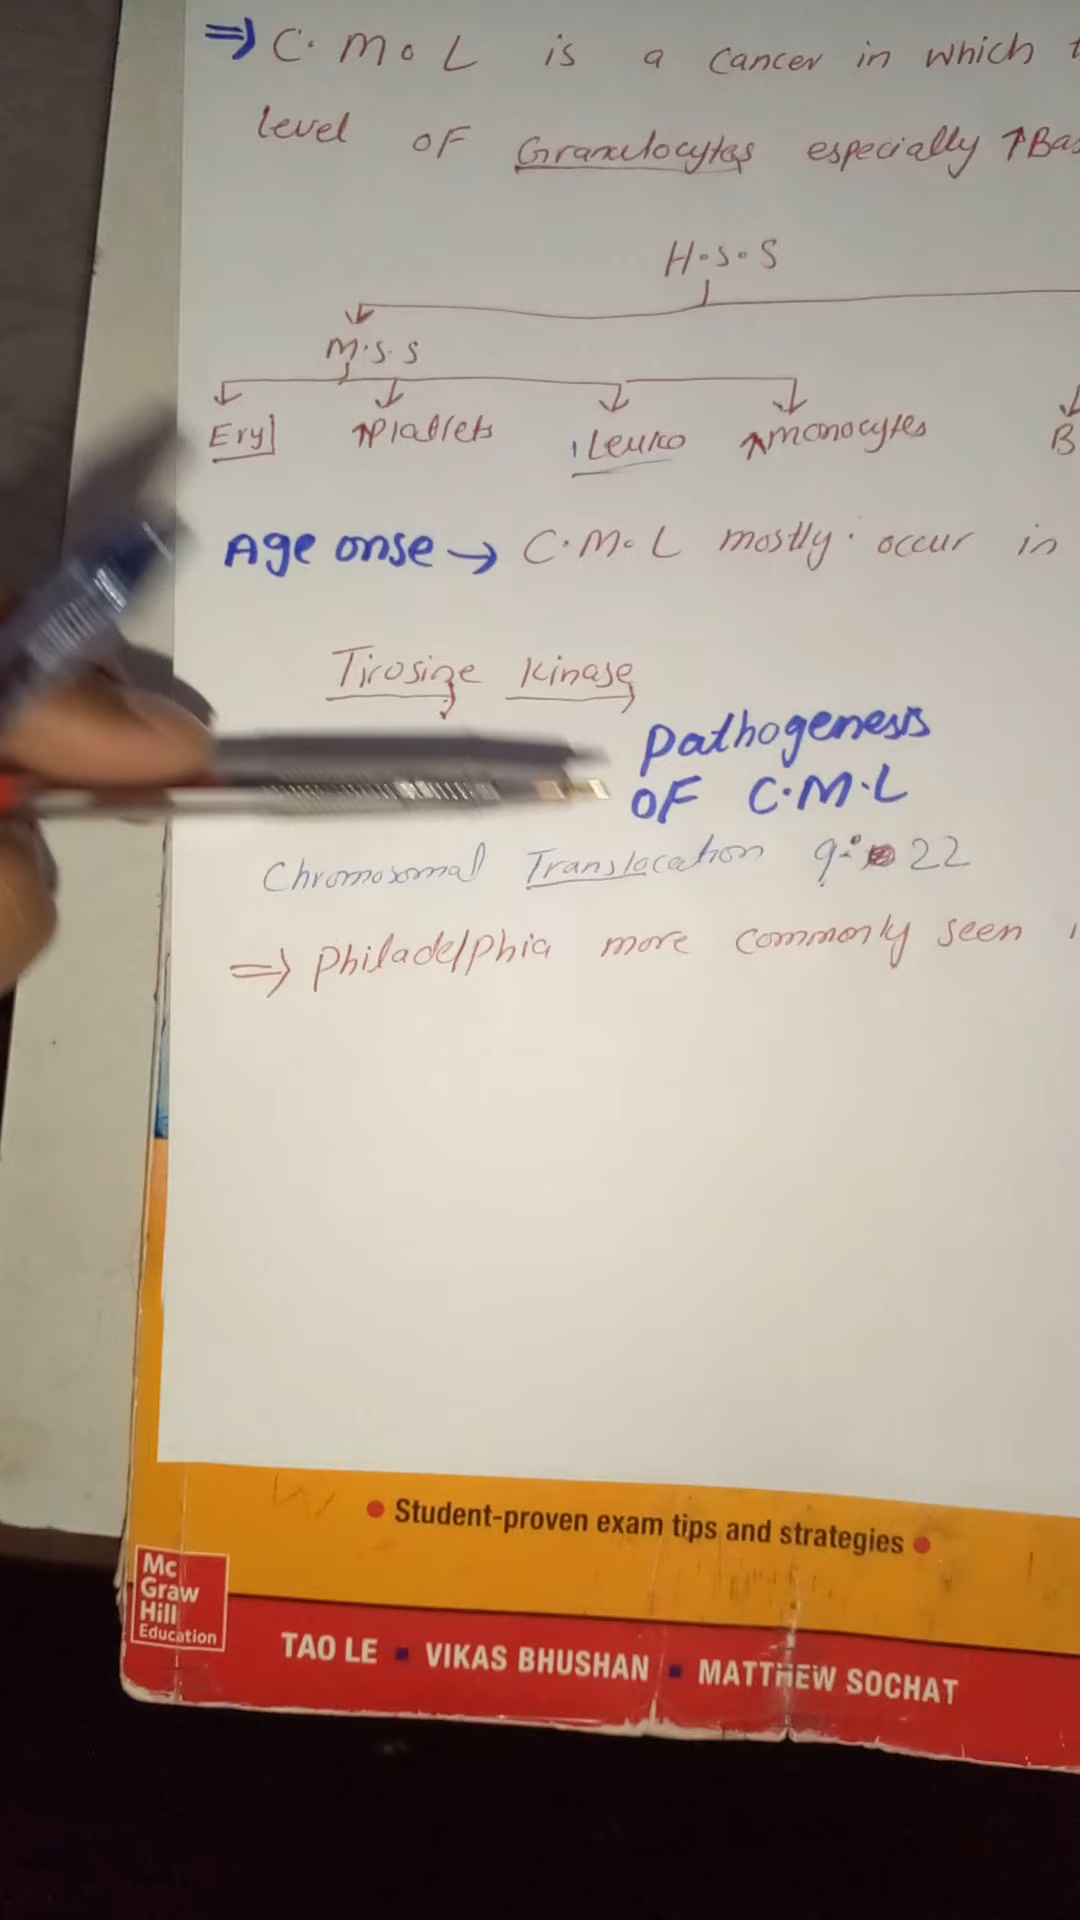 ⇒ C.M.L is a cancer in which
level OF Granulocytes especially ↑Bas
H.S.S
M.S.S
Ery ↑Platlets Leuko ↑monocytes B
Age onse → C.M.L mostly occur in
Tirosine kinase
Pathogenesis
OF C.M.L
Chromosomal Translacation 9: 22
⇒ Philadelphia more commonly seen
• Student-proven exam tips and strategies •
Mc
Graw
Hill
Education
TAO LE ▪ VIKAS BHUSHAN ▪ MATTHEW SOCHAT